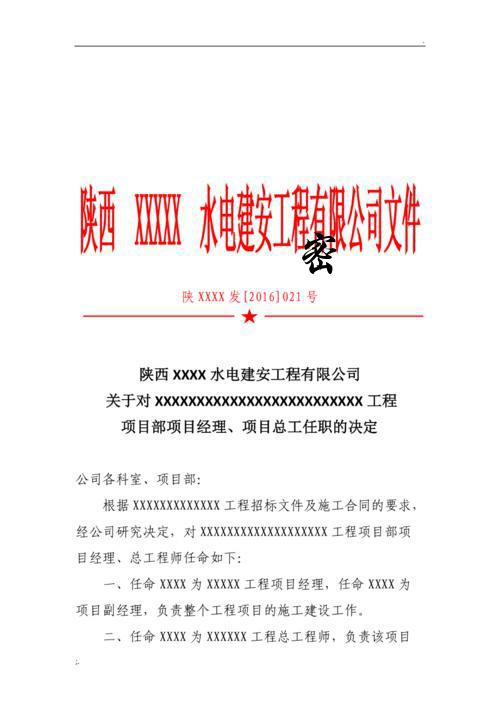 陕西 XXXXX 水电建安工程有限公司文件
密
陕 XXXX 发[2016]021 号
陕西 XXXX 水电建安工程有限公司
关于对 XXXXXXXXXXXXXXXXXXXXXXXXX 工程
项目部项目经理、项目总工任职的决定
公司各科室、项目部：
根据 XXXXXXXXXXXXX 工程招标文件及施工合同的要求，
经公司研究决定，对 XXXXXXXXXXXXXXXXXXX 工程项目部项
目经理、总工程师任命如下：
一、任命 XXXX 为 XXXXX 工程项目经理，任命 XXXX 为
项目副经理，负责整个工程项目的施工建设工作。
二、任命 XXXX 为 XXXXXX 工程总工程师，负责该项目